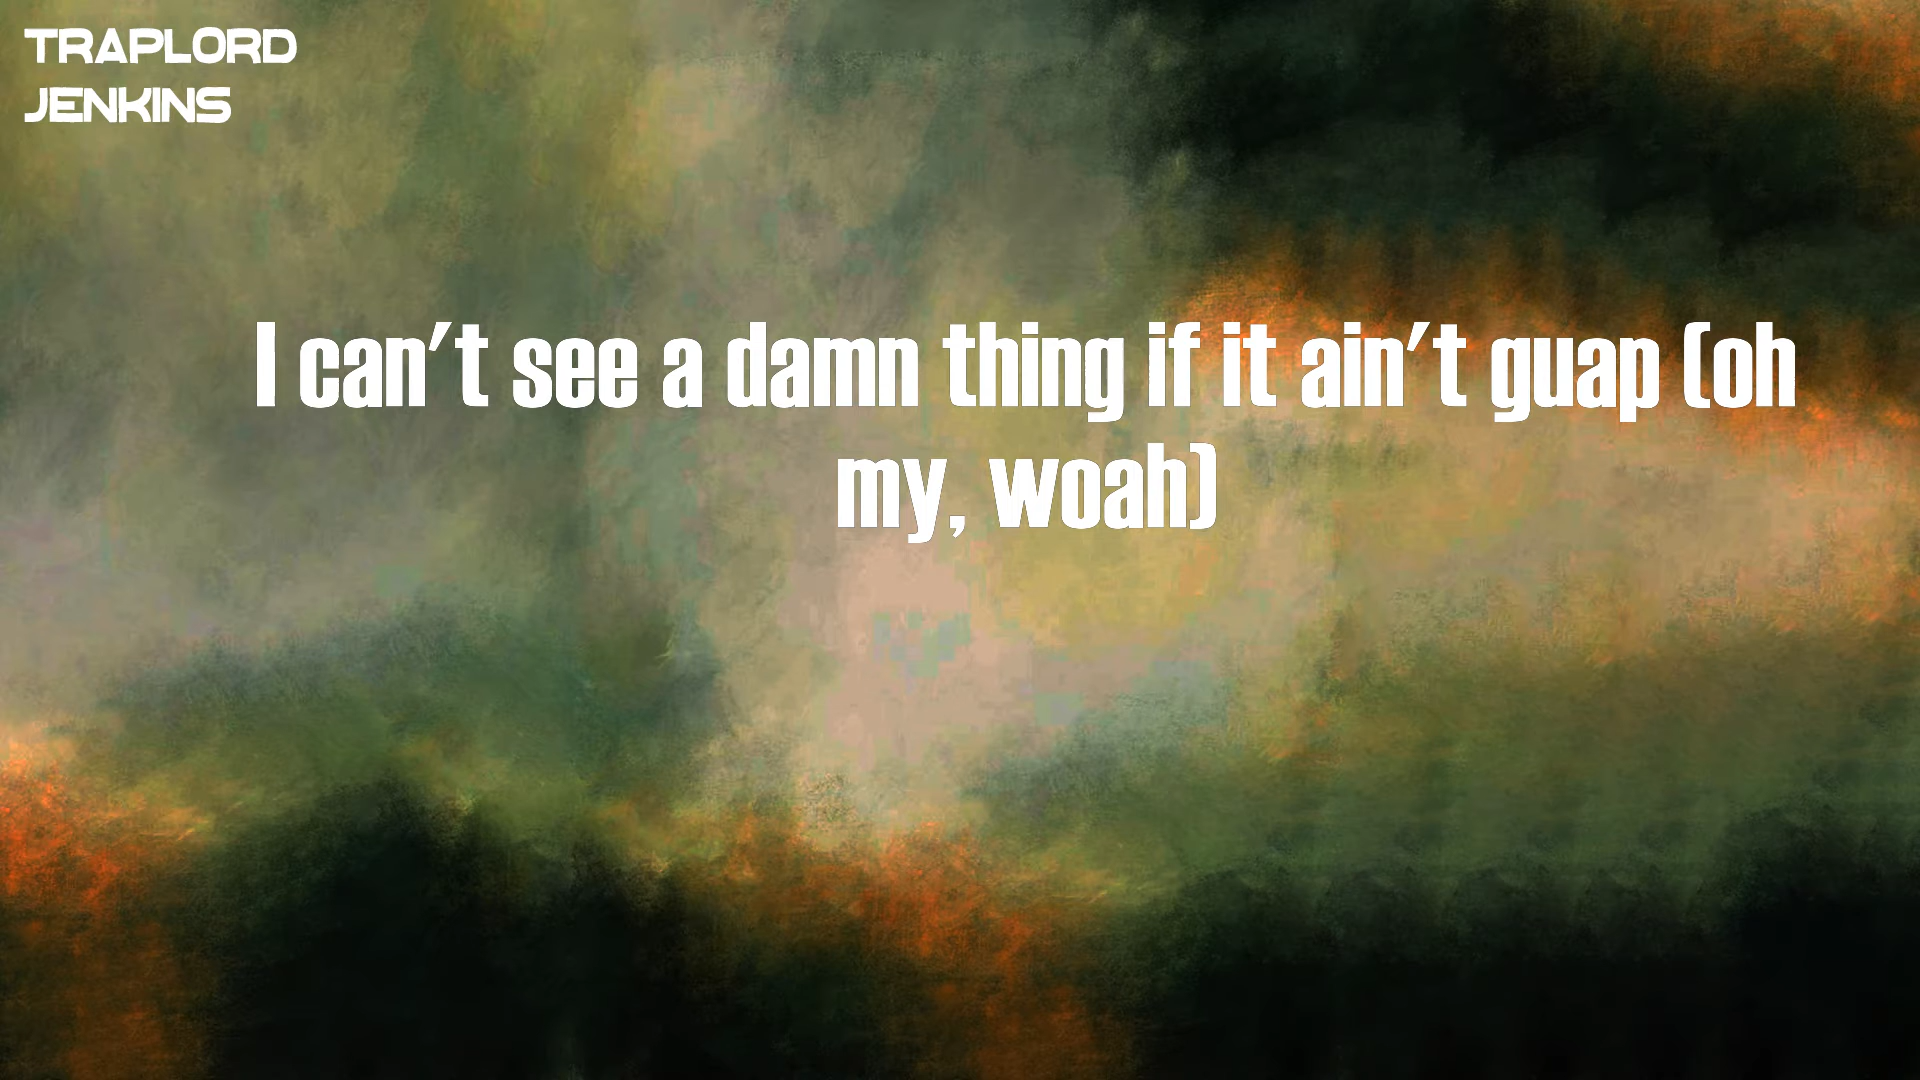 TRAPLORD
JENKINS
I can't see a damn thing if it ain't guap (oh
my, woah)